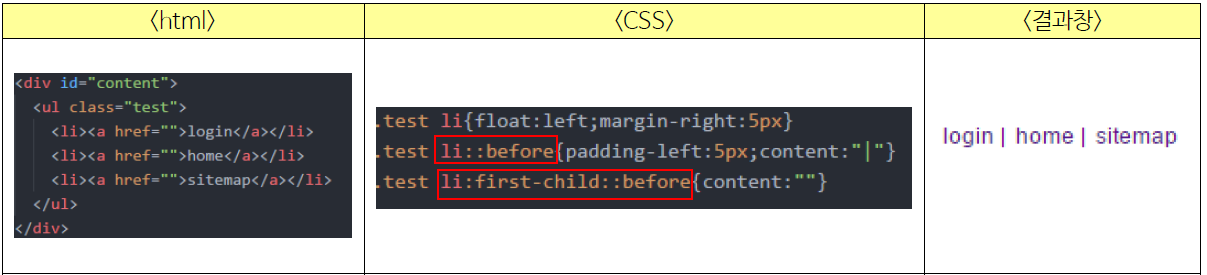 <html>
<CSS>
<결과창>
<div id="content">
<ul class="test">
<li><a href="">login</a></li>
<li><a href="">home</a></li>
<li><a href="">sitemap</a></li>
</ul>
</div>
.test li{float:left;margin-right:5px}
.test li::before{padding-left:5px;content:"|"}
.test li:first-child::before{content:""}
login | home | sitemap